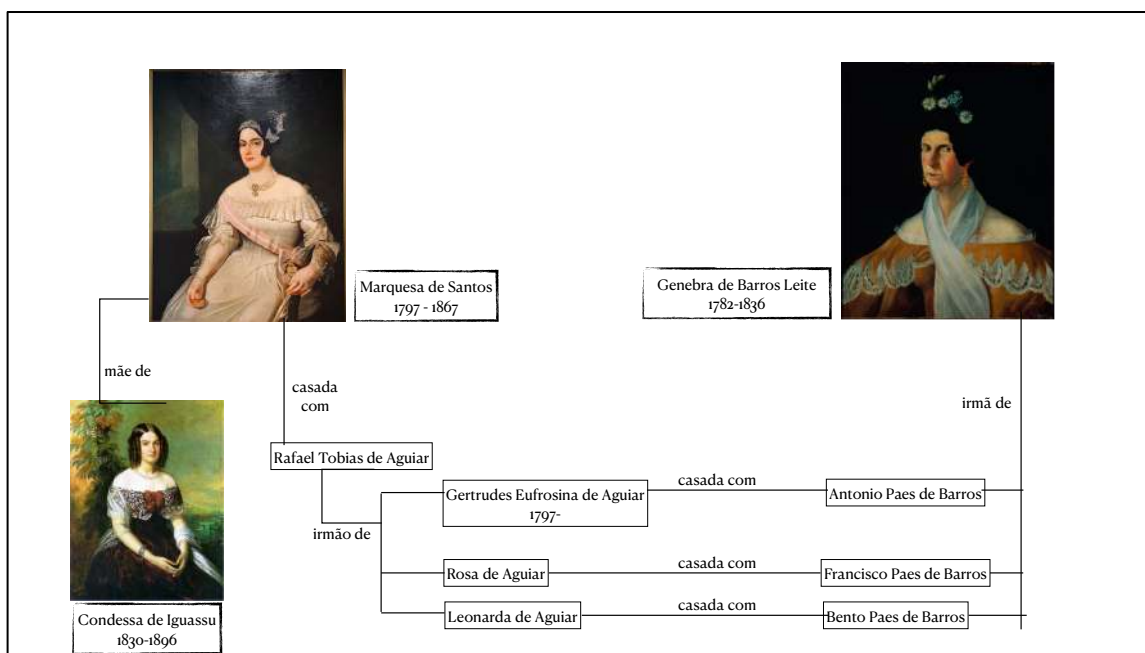 Marquesa de Santos
1797 - 1867
Genebra de Barros Leite
1782-1836
mãe de
casada
com
irmã de
Rafael Tobias de Aguiar
irmão de
Gertrudes Eufrosina de Aguiar
1797-
casada com
Antonio Paes de Barros
Rosa de Aguiar
casada com
Francisco Paes de Barros
Leonarda de Aguiar
casada com
Bento Paes de Barros
Condessa de Iguassu
1830-1896